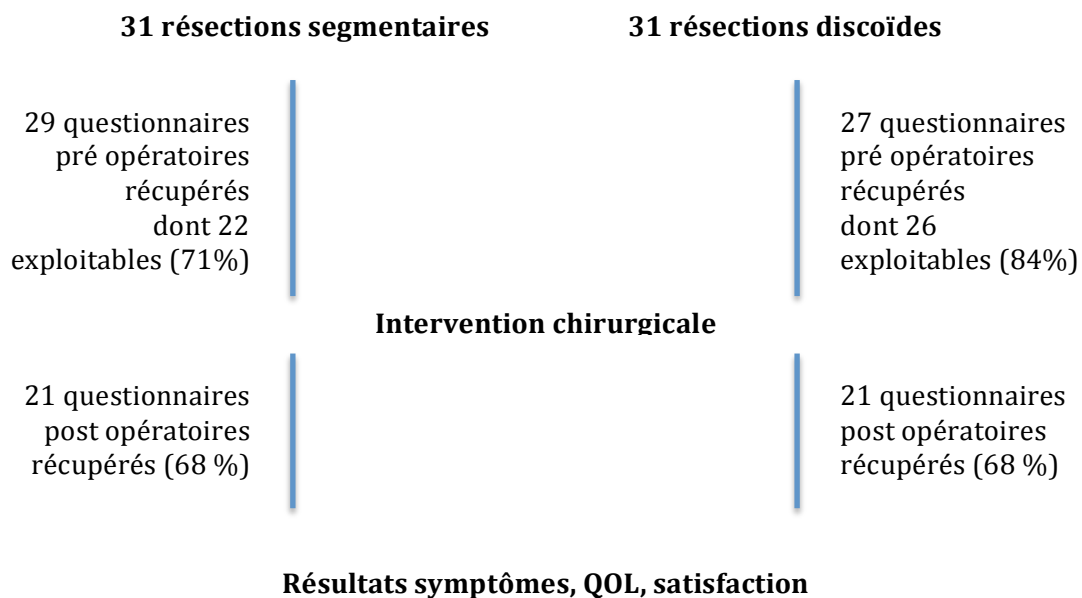 31 résections segmentaires
31 résections discoïdes
29 questionnaires
pré opératoires
récupérés
dont 22
exploitables (71%)
27 questionnaires
pré opératoires
récupérés
dont 26
exploitables (84%)
Intervention chirurgicale
21 questionnaires
post opératoires
récupérés (68 %)
21 questionnaires
post opératoires
récupérés (68 %)
Résultats symptômes, QOL, satisfaction